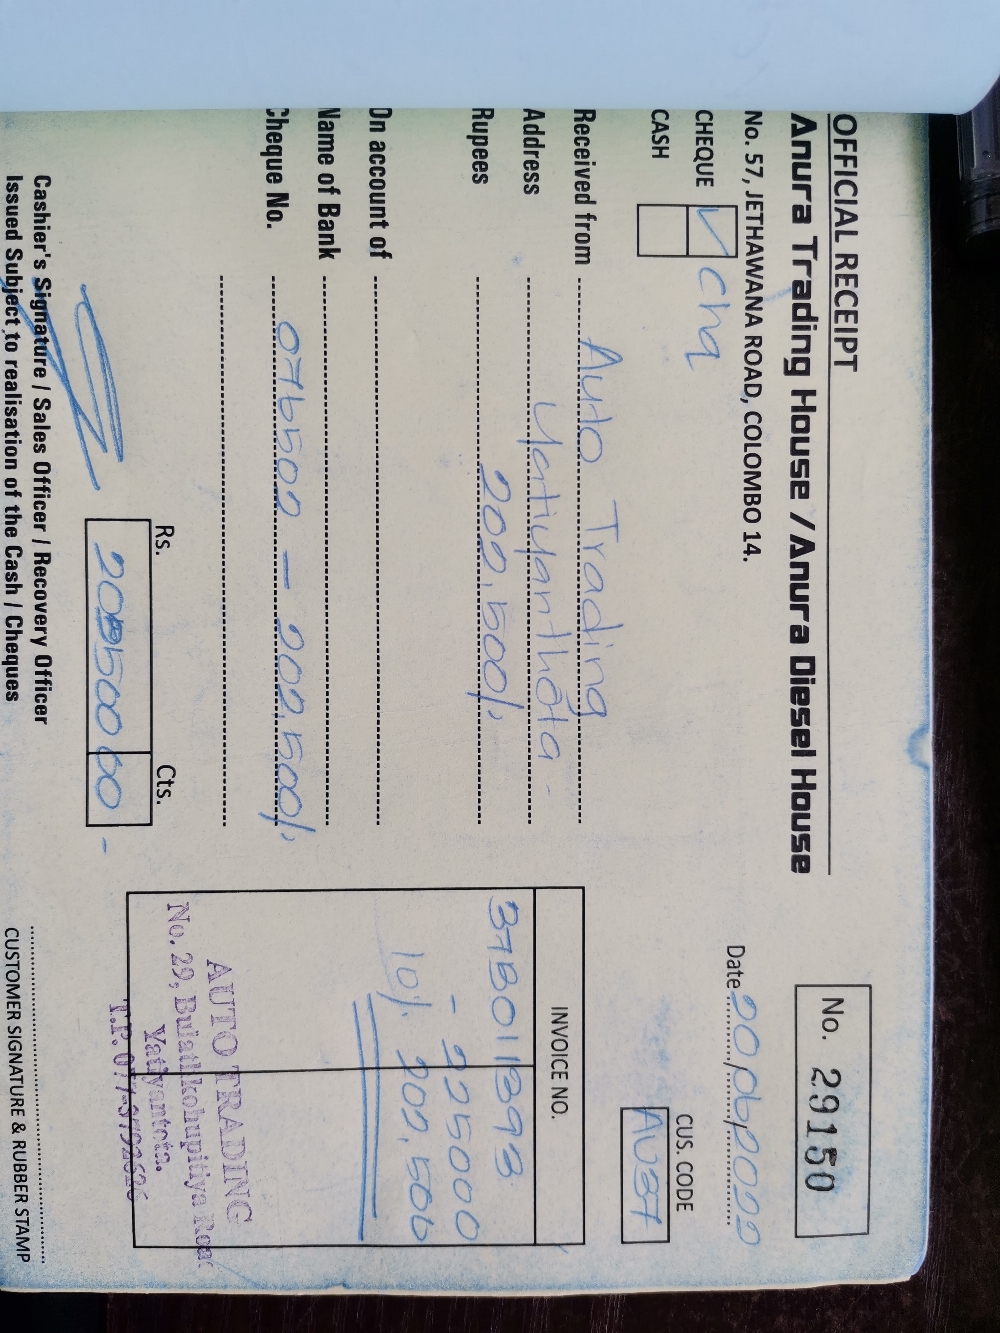 OFFICIAL RECEIPT
Anura Trading House / Anura Diesel House
No. 57, JETHAWANA ROAD, COLOMBO 14.
No. 29150
Date 20/06/2022
CHEQUE ✓ chq
CASH
CUS. CODE
AU37
Received from Auto Trading
Address Yatiyanthota -
Rupees 202,500/-
On account of
Name of Bank
Cheque No. 076502 - 202,500/-
INVOICE NO.
37B011393
- 225000
10% 202,500
Rs. Cts.
202500 00 -
AUTO TRADING
No. 29, Bulathkohupitiya Road
Yatiyantota.
T.P. 077-3792626
Cashier's Signature / Sales Officer / Recovery Officer
Issued Subject to realisation of the Cash / Cheques
CUSTOMER SIGNATURE & RUBBER STAMP